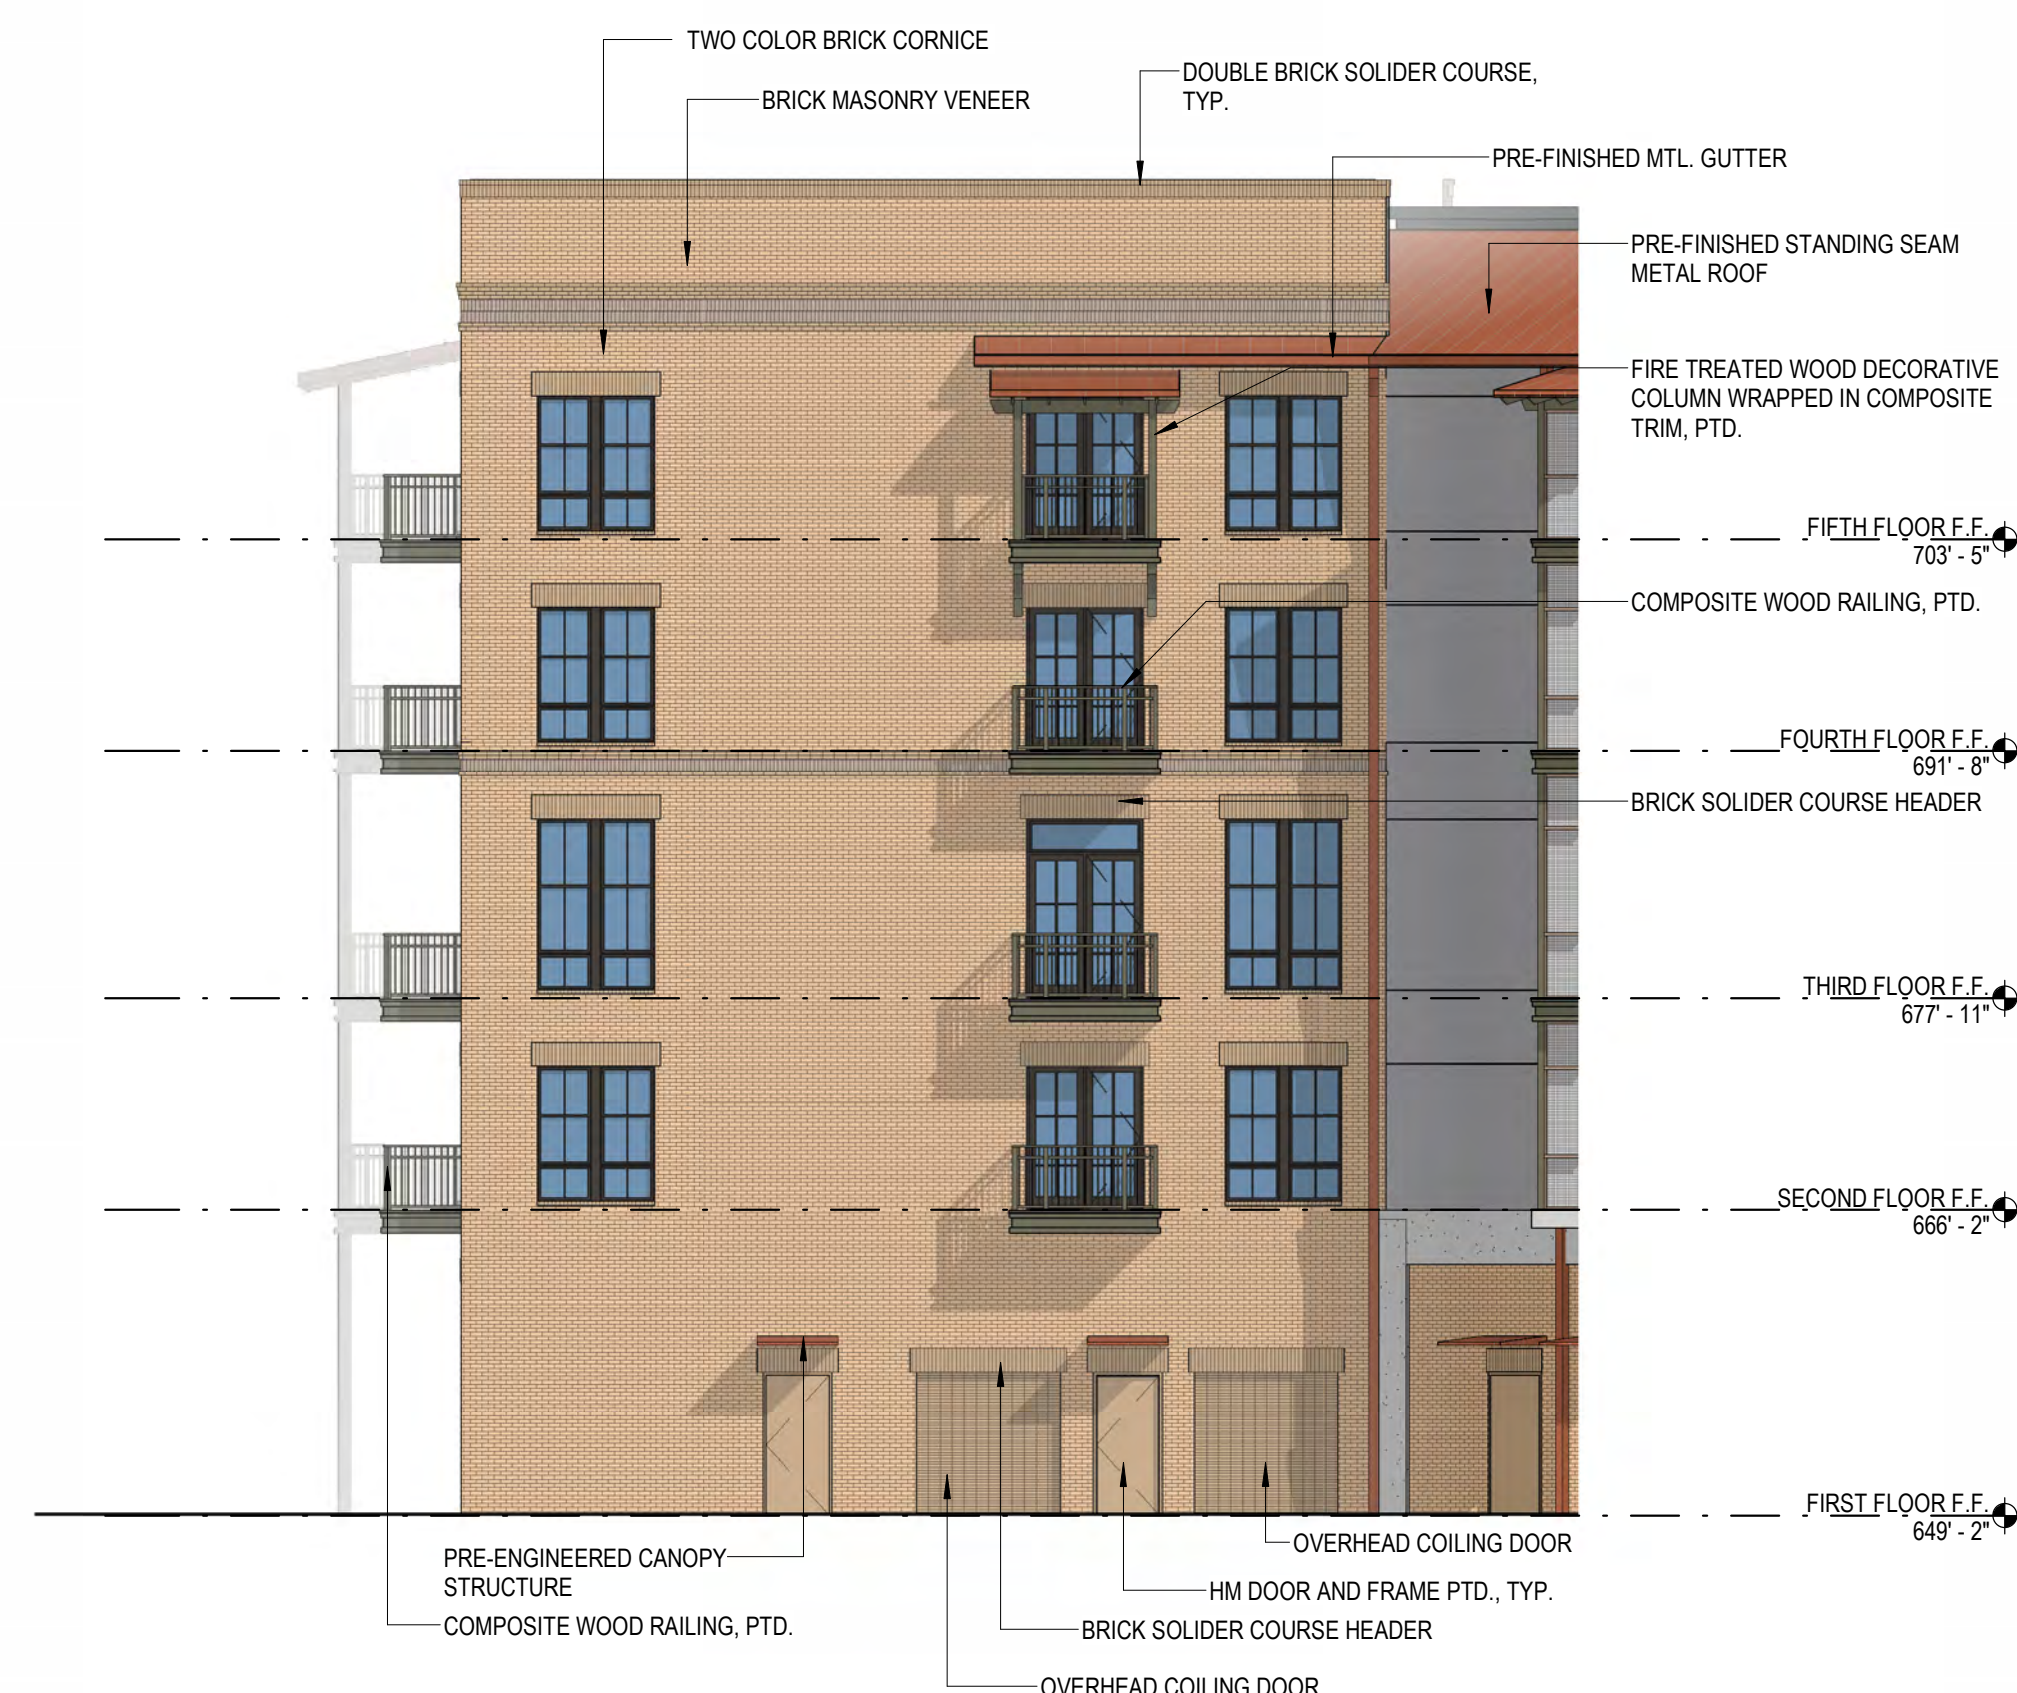 TWO COLOR BRICK CORNICE
DOUBLE BRICK SOLIDER COURSE,
TYP.
BRICK MASONRY VENEER
PRE-FINISHED MTL. GUTTER
PRE-FINISHED STANDING SEAM
METAL ROOF
FIRE TREATED WOOD DECORATIVE
COLUMN WRAPPED IN COMPOSITE
TRIM, PTD.
FIFTH FLOOR F.F.
703' - 5"
COMPOSITE WOOD RAILING, PTD.
FOURTH FLOOR F.F.
691' - 8"
BRICK SOLIDER COURSE HEADER
THIRD FLOOR F.F.
677' - 11"
SECOND FLOOR F.F.
666' - 2"
FIRST FLOOR F.F.
649' - 2"
OVERHEAD COILING DOOR
PRE-ENGINEERED CANOPY
STRUCTURE
HM DOOR AND FRAME PTD., TYP.
COMPOSITE WOOD RAILING, PTD.
BRICK SOLIDER COURSE HEADER
OVERHEAD COILING DOOR